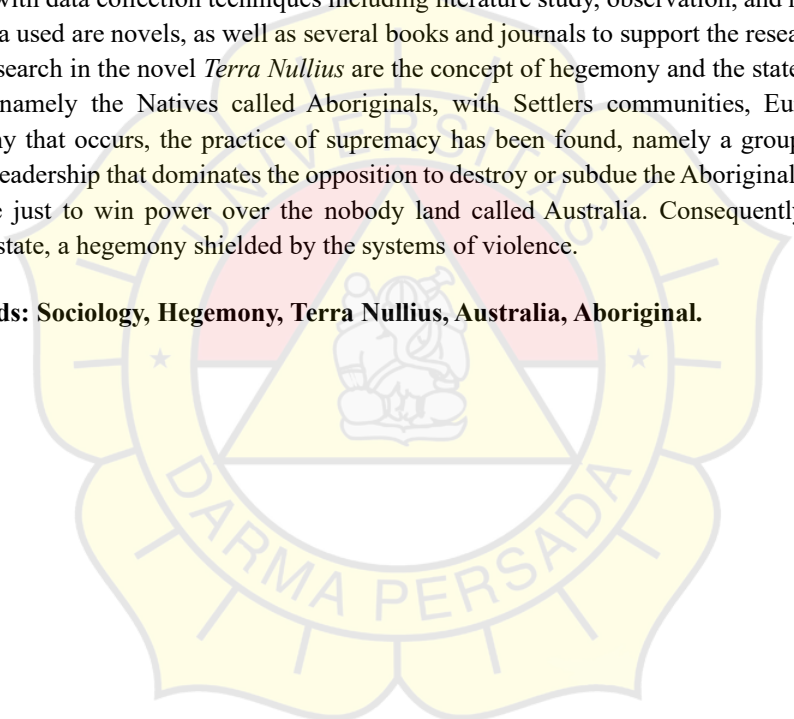 with data collection techniques including literature study, observation, and
a used are novels, as well as several books and journals to support the
search in the novel Terra Nullius are the concept of hegemony and the state
namely the Natives called Aboriginals, with Settlers communities,
that occurs, the practice of supremacy has been found, namely a group
eadership that dominates the opposition to destroy or subdue the Aboriginal
just to win power over the nobody land called Australia. Consequently
state, a hegemony shielded by the systems of violence.
ds: Sociology, Hegemony, Terra Nullius, Australia, Aboriginal.
UNIVERSITAS
DARMA PERSADA